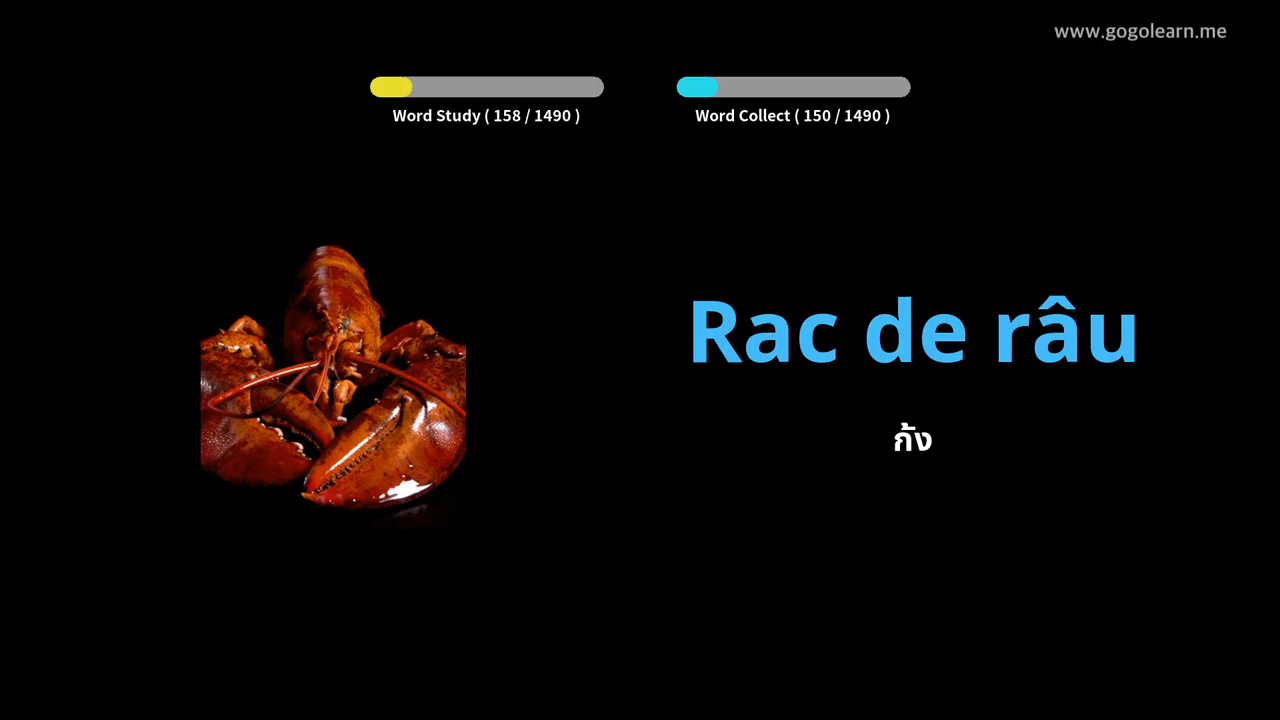 www.gogolearn.me
Word Study ( 158 / 1490 )
Word Collect ( 150 / 1490 )
Rac de râu
กั้ง